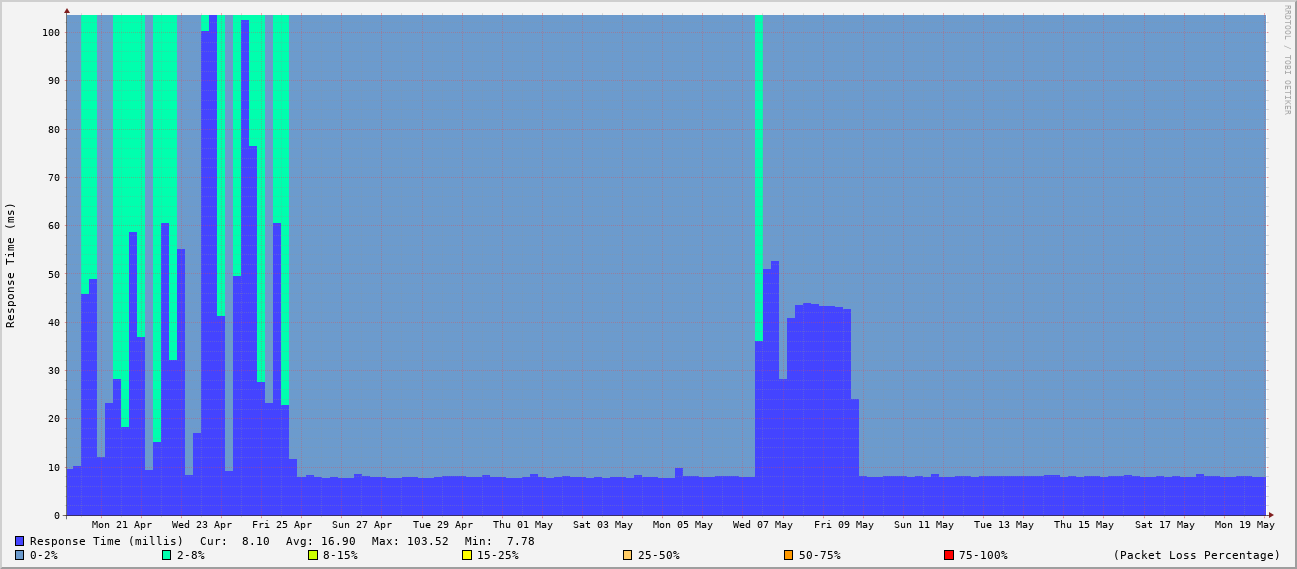 RRDTOOL / TOBI OETIKER
Response Time (ms)
100
90
80
70
60
50
40
30
20
10
0
Mon 21 Apr Wed 23 Apr Fri 25 Apr Sun 27 Apr Tue 29 Apr Thu 01 May Sat 03 May Mon 05 May Wed 07 May Fri 09 May Sun 11 May Tue 13 May Thu 15 May Sat 17 May Mon 19 May
Response Time (millis) Cur: 8.10 Avg: 16.90 Max: 103.52 Min: 7.78
0-2% 2-8% 8-15% 15-25% 25-50% 50-75% 75-100% (Packet Loss Percentage)